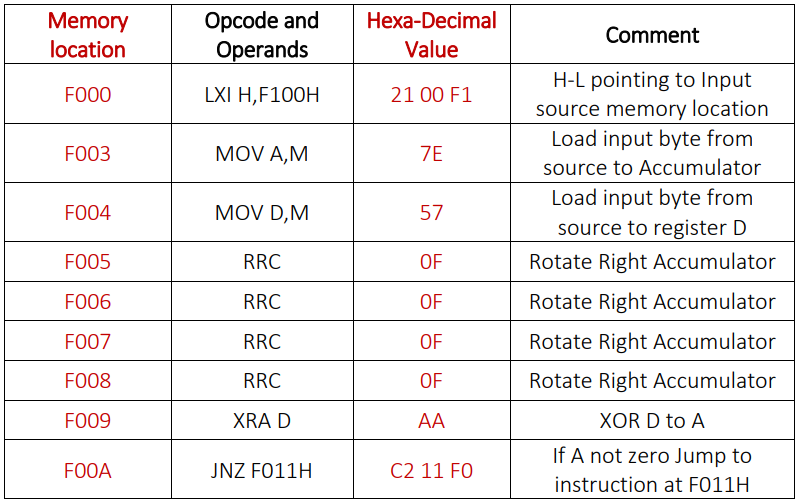 Memory location | Opcode and Operands | Hexa-Decimal Value | Comment
F000 | LXI H,F100H | 21 00 F1 | H-L pointing to Input source memory location
F003 | MOV A,M | 7E | Load input byte from source to Accumulator
F004 | MOV D,M | 57 | Load input byte from source to register D
F005 | RRC | 0F | Rotate Right Accumulator
F006 | RRC | 0F | Rotate Right Accumulator
F007 | RRC | 0F | Rotate Right Accumulator
F008 | RRC | 0F | Rotate Right Accumulator
F009 | XRA D | AA | XOR D to A
F00A | JNZ F011H | C2 11 F0 | If A not zero Jump to instruction at F011H